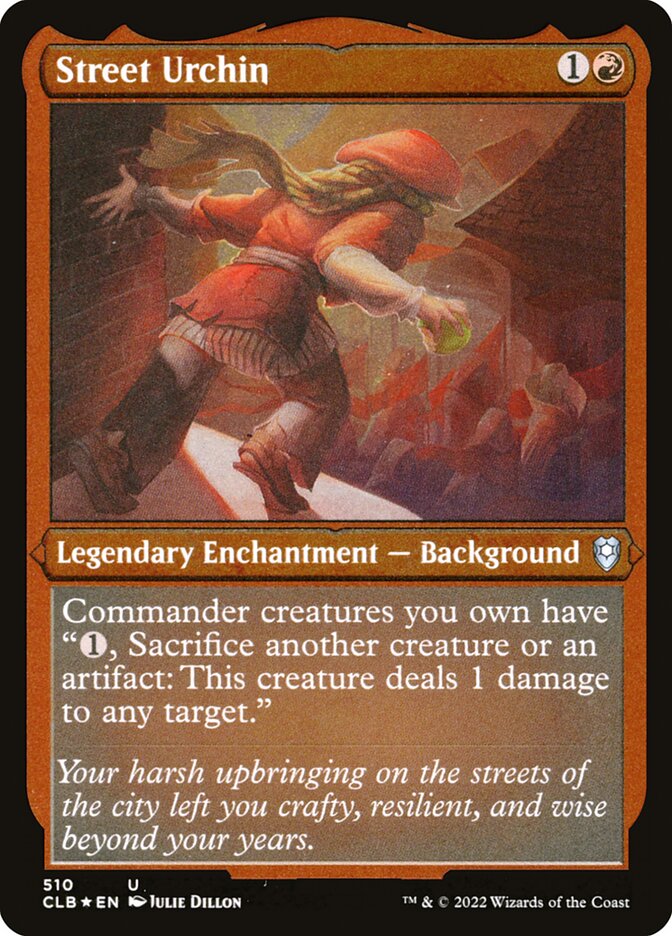 Street Urchin 1
Legendary Enchantment — Background
Commander creatures you own have
“1, Sacrifice another creature or an
artifact: This creature deals 1 damage
to any target.”
Your harsh upbringing on the streets of
the city left you crafty, resilient, and wise
beyond your years.
510 U
CLB★EN JULIE DILLON ™ & © 2022 Wizards of the Coast